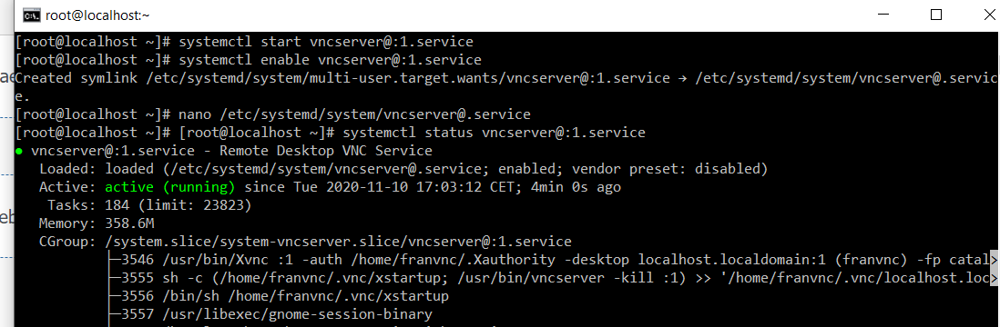 root@localhost:~
[root@localhost ~]# systemctl start vncserver@:1.service
[root@localhost ~]# systemctl enable vncserver@:1.service
Created symlink /etc/systemd/system/multi-user.target.wants/vncserver@:1.service → /etc/systemd/system/vncserver@.servic
e.
[root@localhost ~]# nano /etc/systemd/system/vncserver@.service
[root@localhost ~]# [root@localhost ~]# systemctl status vncserver@:1.service
● vncserver@:1.service - Remote Desktop VNC Service
Loaded: loaded (/etc/systemd/system/vncserver@.service; enabled; vendor preset: disabled)
Active: active (running) since Tue 2020-11-10 17:03:12 CET; 4min 0s ago
Tasks: 184 (limit: 23823)
Memory: 358.6M
CGroup: /system.slice/system-vncserver.slice/vncserver@:1.service
├─3546 /usr/bin/Xvnc :1 -auth /home/franvnc/.Xauthority -desktop localhost.localdomain:1 (franvnc) -fp catal>
├─3555 sh -c (/home/franvnc/.vnc/xstartup; /usr/bin/vncserver -kill :1) >> '/home/franvnc/.vnc/localhost.loc>
├─3556 /bin/sh /home/franvnc/.vnc/xstartup
├─3557 /usr/libexec/gnome-session-binary